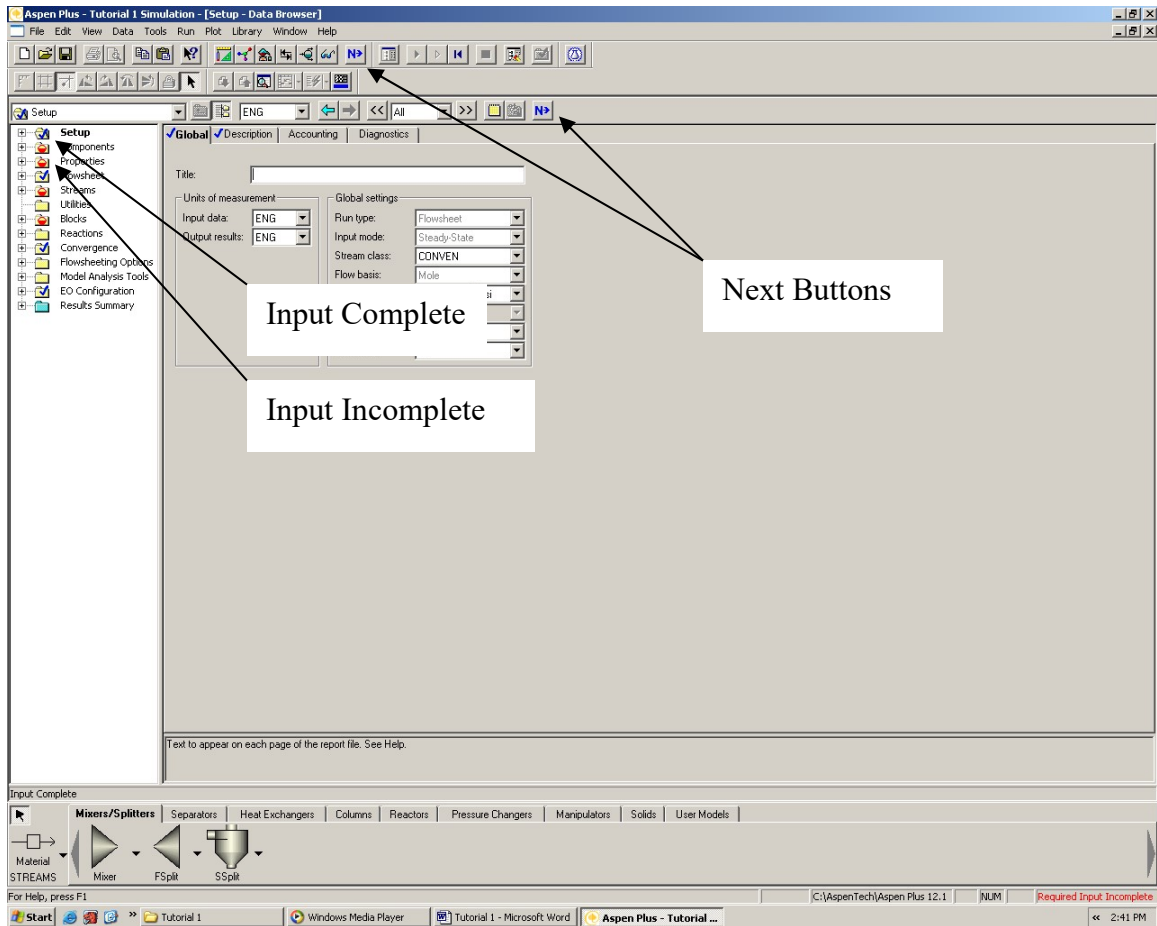 Aspen Plus - Tutorial 1 Simulation - [Setup - Data Browser]
File Edit View Data Tools Run Plot Library Window Help
N>
Setup ENG << All >> N>
Setup
Components
Properties
Flowsheet
Streams
Utilities
Blocks
Reactions
Convergence
Flowsheeting Options
Model Analysis Tools
EO Configuration
Results Summary
Global Description Accounting Diagnostics
Title:
Units of measurement
Input data: ENG
Output results: ENG
Global settings
Run type: Flowsheet
Input mode: Steady-State
Stream class: CONVEN
Flow basis: Mole
Input Complete
Input Incomplete
Next Buttons
Text to appear on each page of the report file. See Help.
Input Complete
Mixers/Splitters Separators Heat Exchangers Columns Reactors Pressure Changers Manipulators Solids User Models
Material
STREAMS Mixer FSplit SSplit
For Help, press F1 C:\AspenTech\Aspen Plus 12.1 NUM Required Input Incomplete
Start » Tutorial 1 Windows Media Player Tutorial 1 - Microsoft Word Aspen Plus - Tutorial ... « 2:41 PM